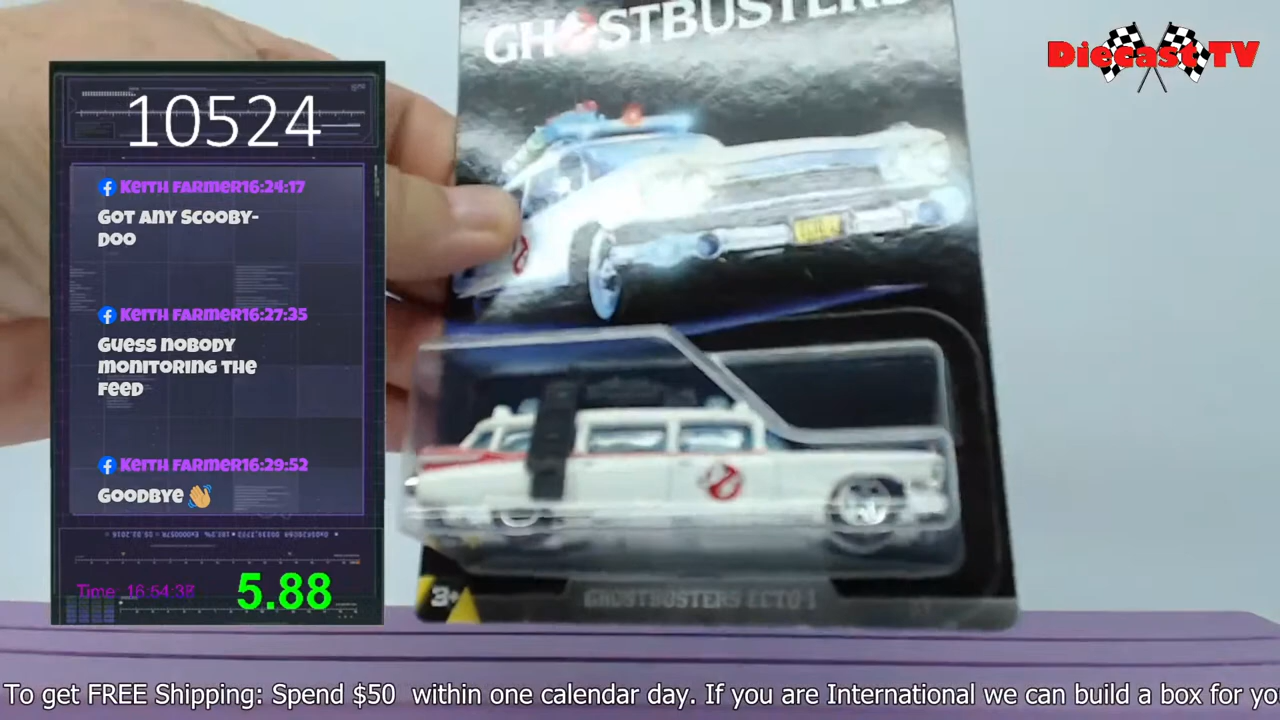 GHOSTBUSTERS
Diecast TV
10524
Keith Farmer16:24:17
Got any Scooby-
Doo
Keith Farmer16:27:35
Guess nobody
monitoring the
feed
Keith Farmer16:29:52
Goodbye 👋
Time: 16:54:38
5.88
3+
GHOSTBUSTERS ECTO-1
To get FREE Shipping: Spend $50 within one calendar day. If you are International we can build a box for yo